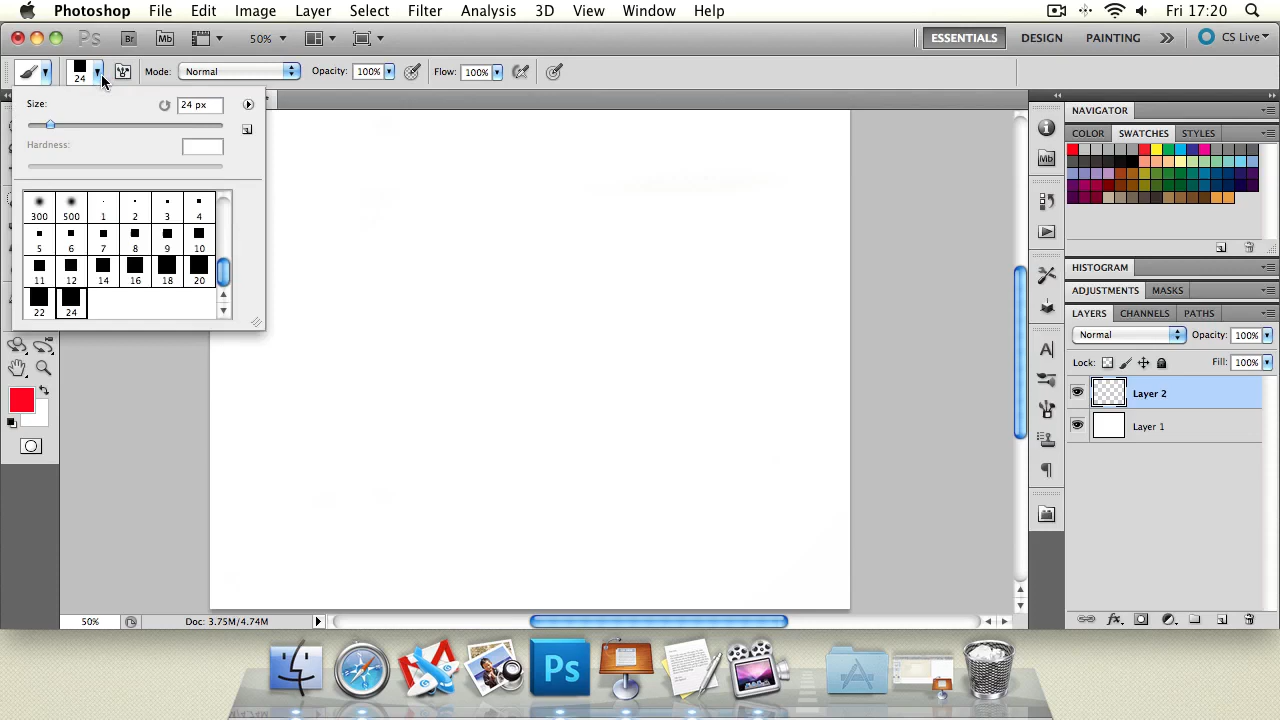 Photoshop File Edit Image Layer Select Filter Analysis 3D View Window Help Fri 17:20
Ps Br Mb 50% ESSENTIALS DESIGN PAINTING CS Live
24 Mode: Normal Opacity: 100% Flow: 100%
Size: 24 px
Hardness:
300 500 1 2 3 4
5 6 7 8 9 10
11 12 14 16 18 20
22 24
NAVIGATOR
COLOR SWATCHES STYLES
Mb
HISTOGRAM
ADJUSTMENTS MASKS
LAYERS CHANNELS PATHS
Normal Opacity: 100%
Lock: Fill: 100%
Layer 2
Layer 1
50% Doc: 3.75M/4.74M
fx
Ps